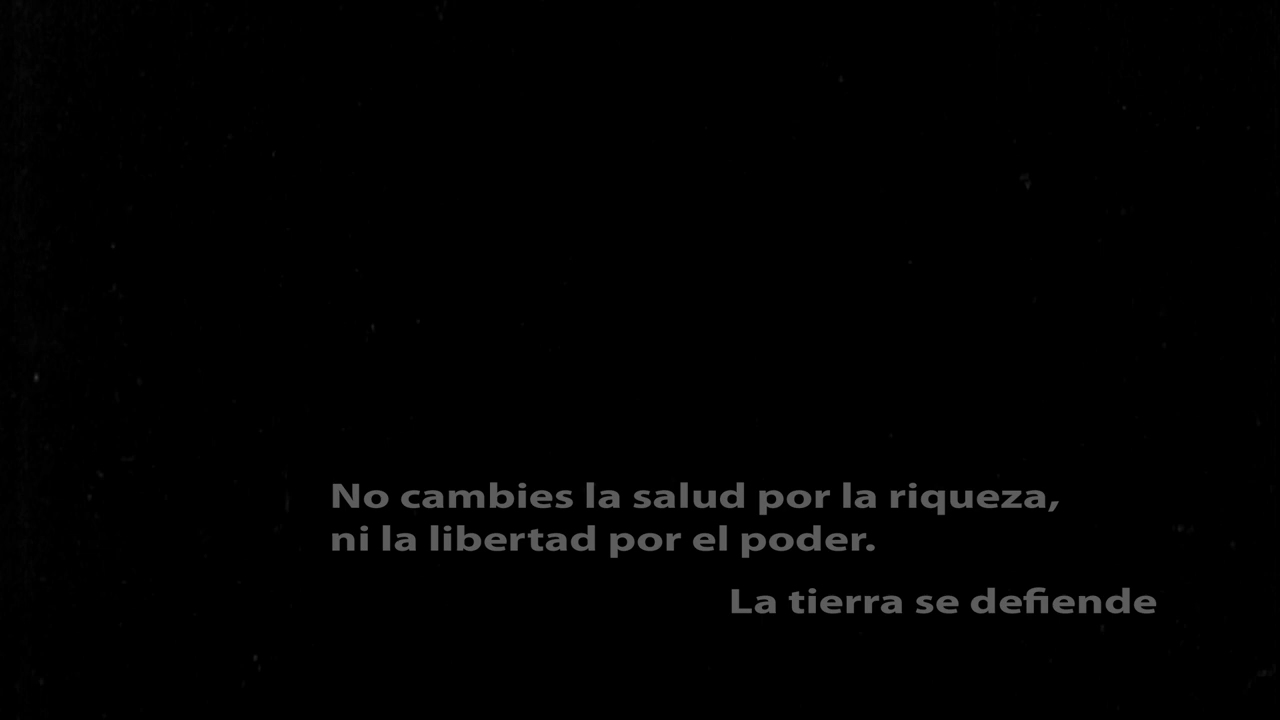 No cambies la salud por la riqueza,
ni la libertad por el poder.
La tierra se defiende